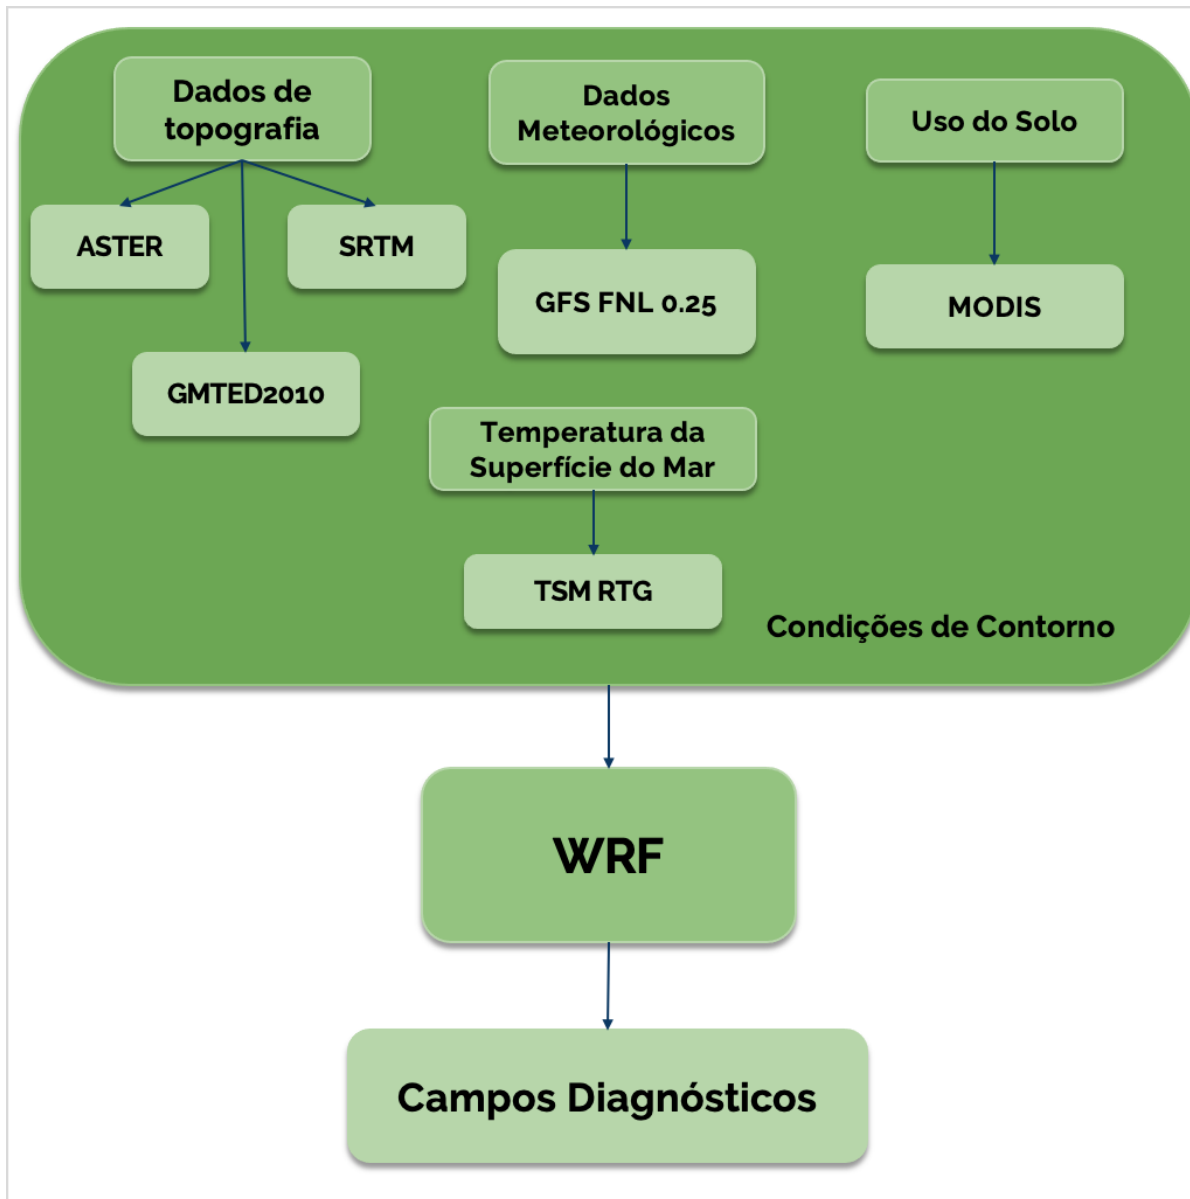 Dados de
topografia
Dados
Meteorológicos
Uso do Solo
ASTER
SRTM
GFS FNL 0.25
MODIS
GMTED2010
Temperatura da
Superfície do Mar
TSM RTG
Condições de Contorno
WRF
Campos Diagnósticos